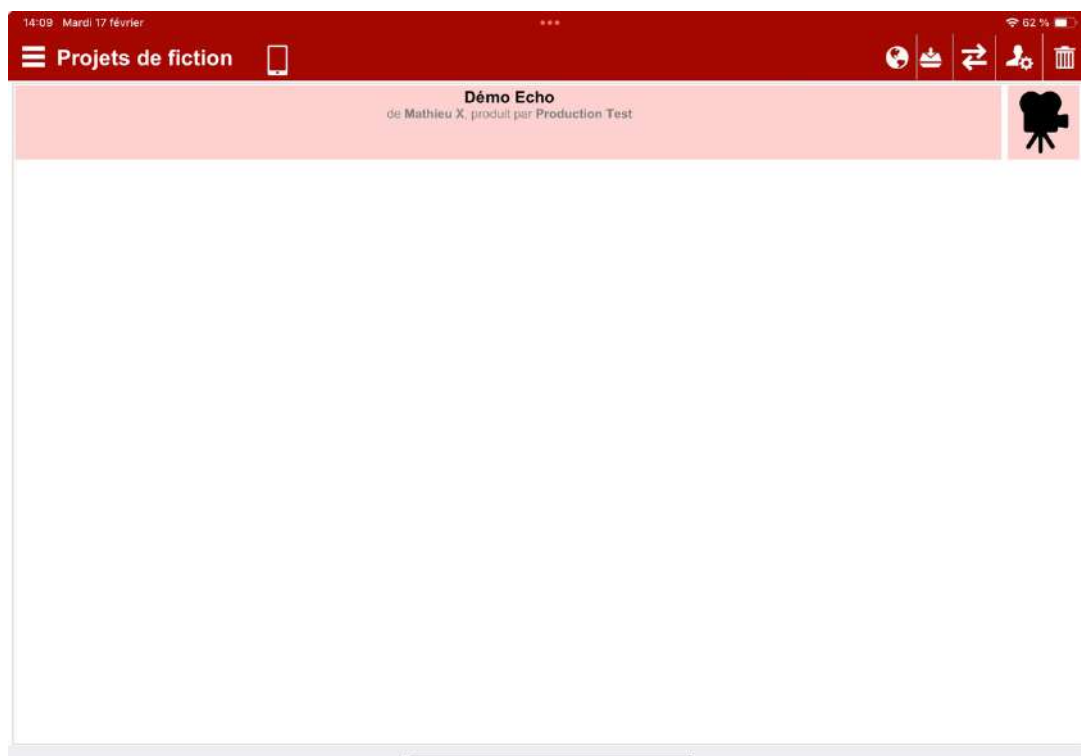 14:09 Mardi 17 février
62 %
Projets de fiction
Démo Echo
de Mathieu X, produit par Production Test